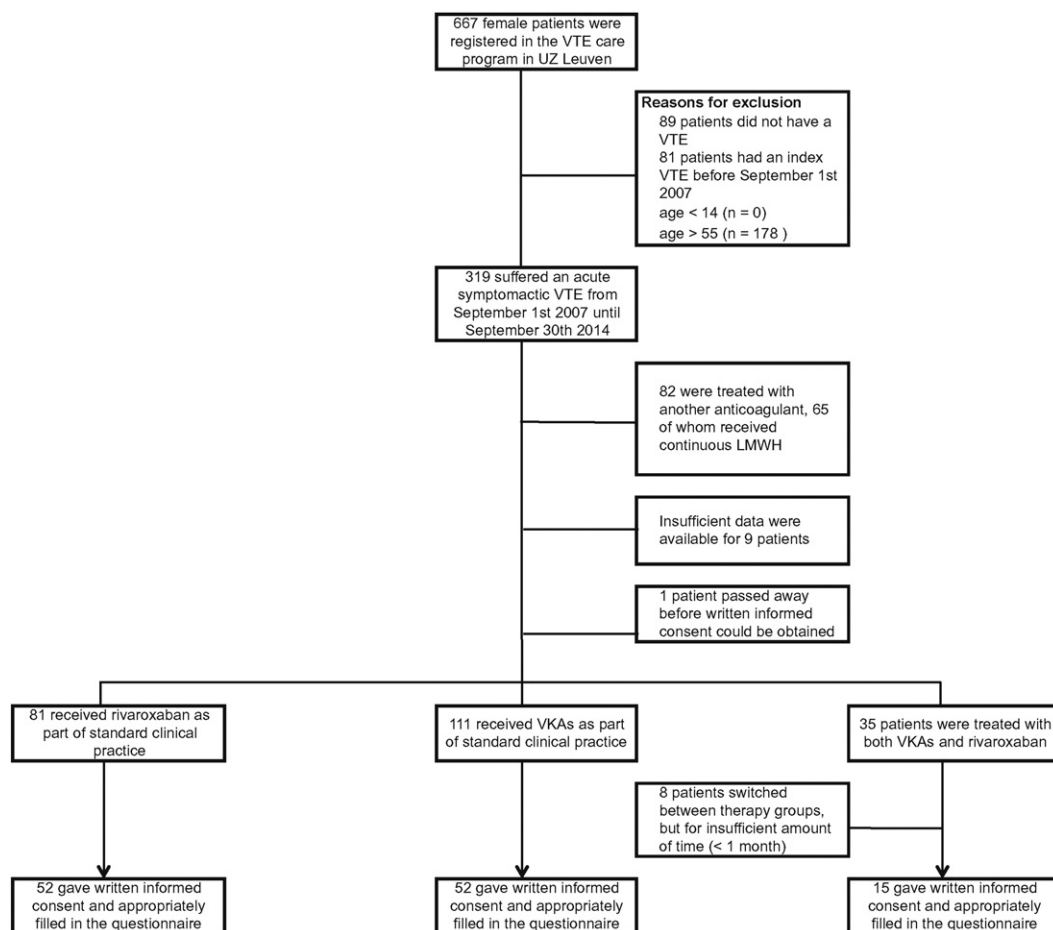 667 female patients were
registered in the VTE care
program in UZ Leuven
Reasons for exclusion
89 patients did not have a
VTE
81 patients had an index
VTE before September 1st
2007
age < 14 (n = 0)
age > 55 (n = 178 )
319 suffered an acute
symptomactic VTE from
September 1st 2007 until
September 30th 2014
82 were treated with
another anticoagulant, 65
of whom received
continuous LMWH
Insufficient data were
available for 9 patients
1 patient passed away
before written informed
consent could be obtained
81 received rivaroxaban as
part of standard clinical
practice
111 received VKAs as part
of standard clinical practice
35 patients were treated with
both VKAs and rivaroxaban
8 patients switched
between therapy groups,
but for insufficient amount
of time (< 1 month)
52 gave written informed
consent and appropriately
filled in the questionnaire
52 gave written informed
consent and appropriately
filled in the questionnaire
15 gave written informed
consent and appropriately
filled in the questionnaire